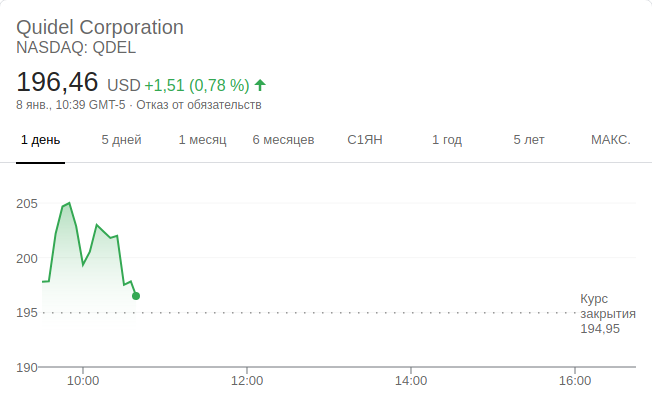 Quidel Corporation
NASDAQ: QDEL
196,46 USD +1,51 (0,78 %)
8 янв., 10:39 GMT-5 · Отказ от обязательств
1 день 5 дней 1 месяц 6 месяцев С1ЯН 1 год 5 лет МАКС.
205
200
195
190
Курс
закрытия
194,95
10:00 12:00 14:00 16:00